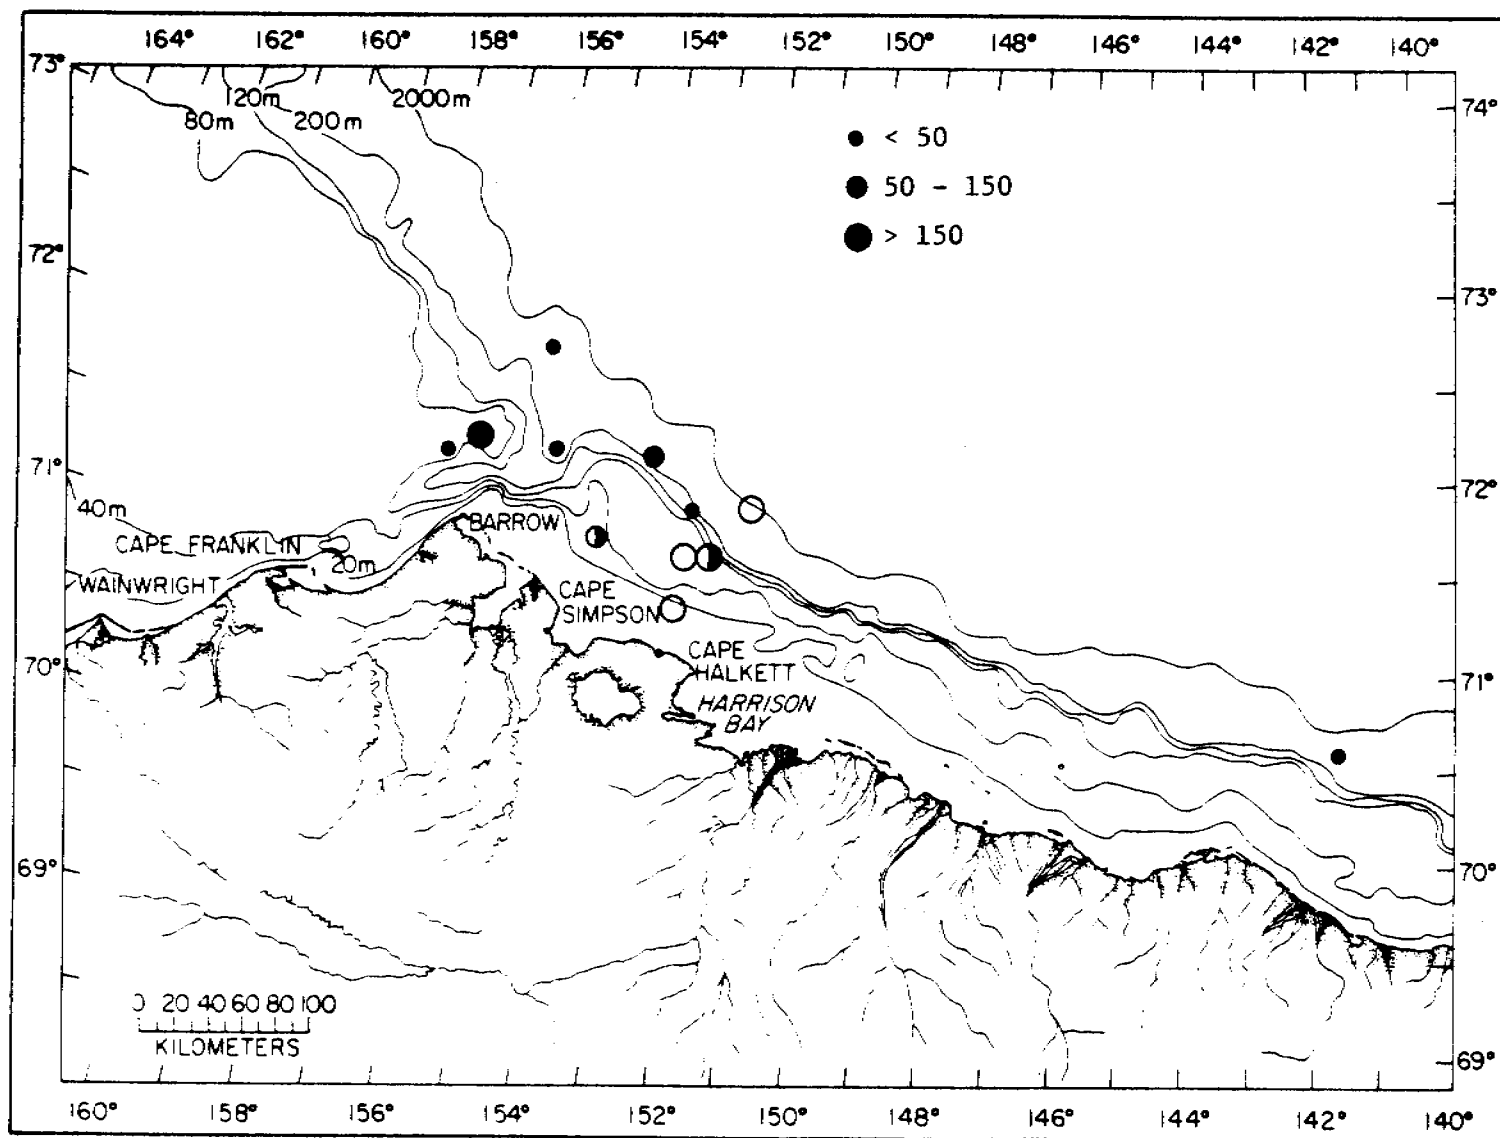 164° 162° 160° 158° 156° 154° 152° 150° 148° 146° 144° 142° 140°
73°
120m
2000m
80m
200m
74°
< 50
50 - 150
> 150
72°
73°
71°
72°
40m
BARROW
CAPE FRANKLIN
20m
WAINWRIGHT
CAPE
SIMPSON
CAPE
HALKETT
70°
71°
HARRISON
BAY
69°
70°
0 20 40 60 80 100
KILOMETERS
69°
160° 158° 156° 154° 152° 150° 148° 146° 144° 142° 140°